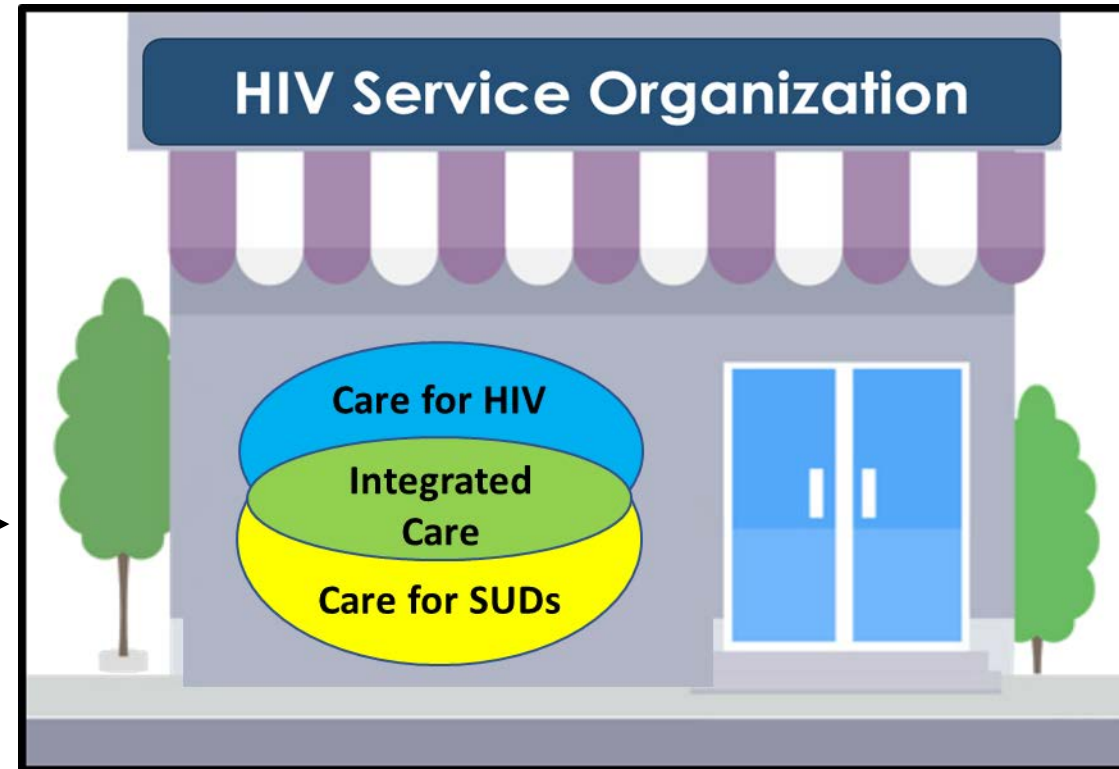 HIV Service Organization
Care for HIV
Integrated
Care
Care for SUDs